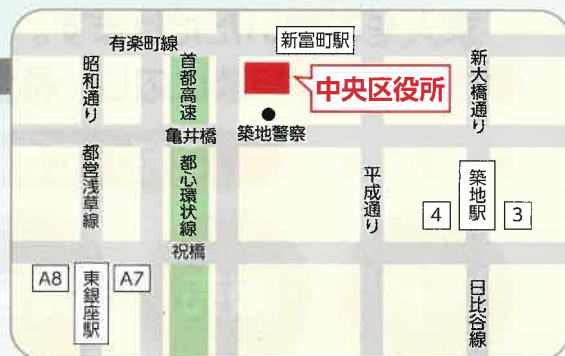 有楽町線
新富町駅
昭和通り
首都高速
新大橋通り
中央区役所
亀井橋
築地警察
都営浅草線
都心環状線
平成通り
築地駅
4
3
祝橋
A8
東銀座駅
A7
日比谷線